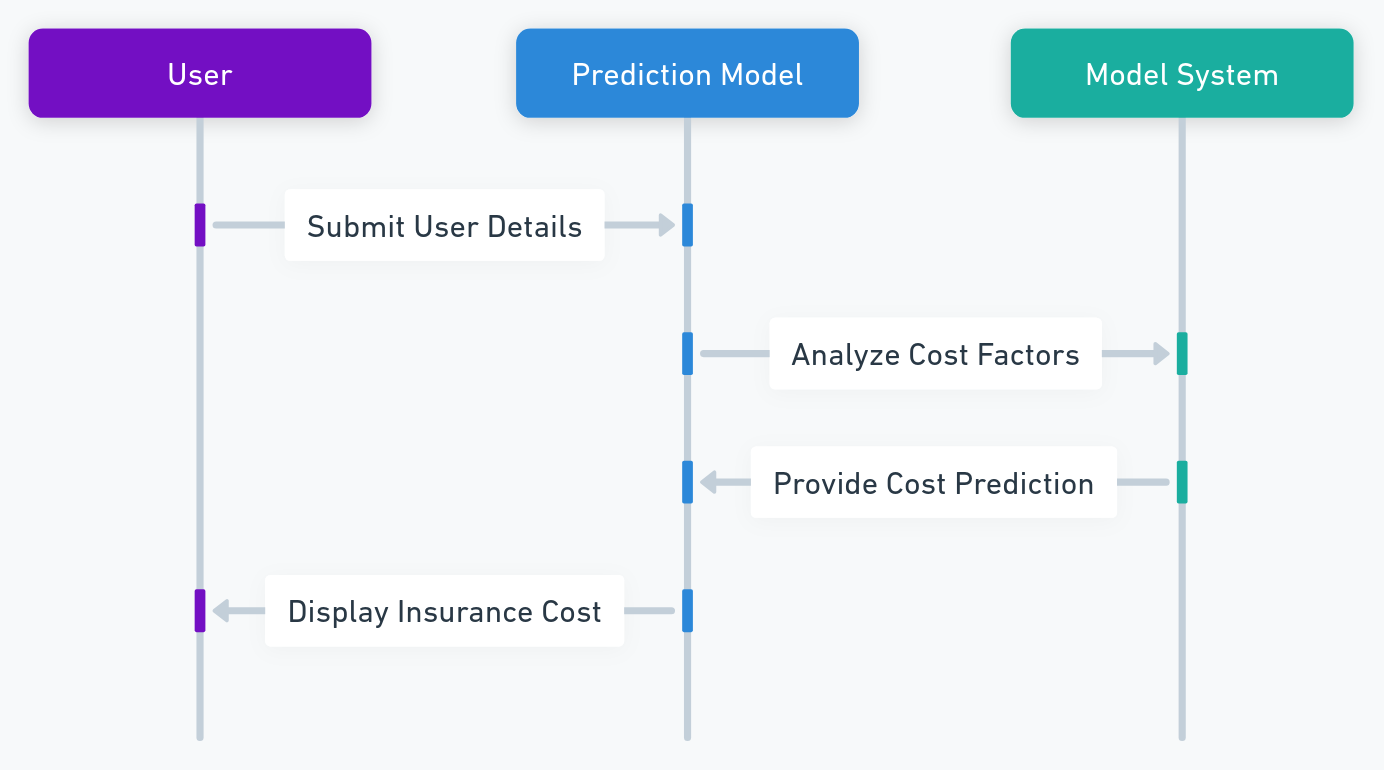 User
Prediction Model
Model System
Submit User Details
Analyze Cost Factors
Provide Cost Prediction
Display Insurance Cost